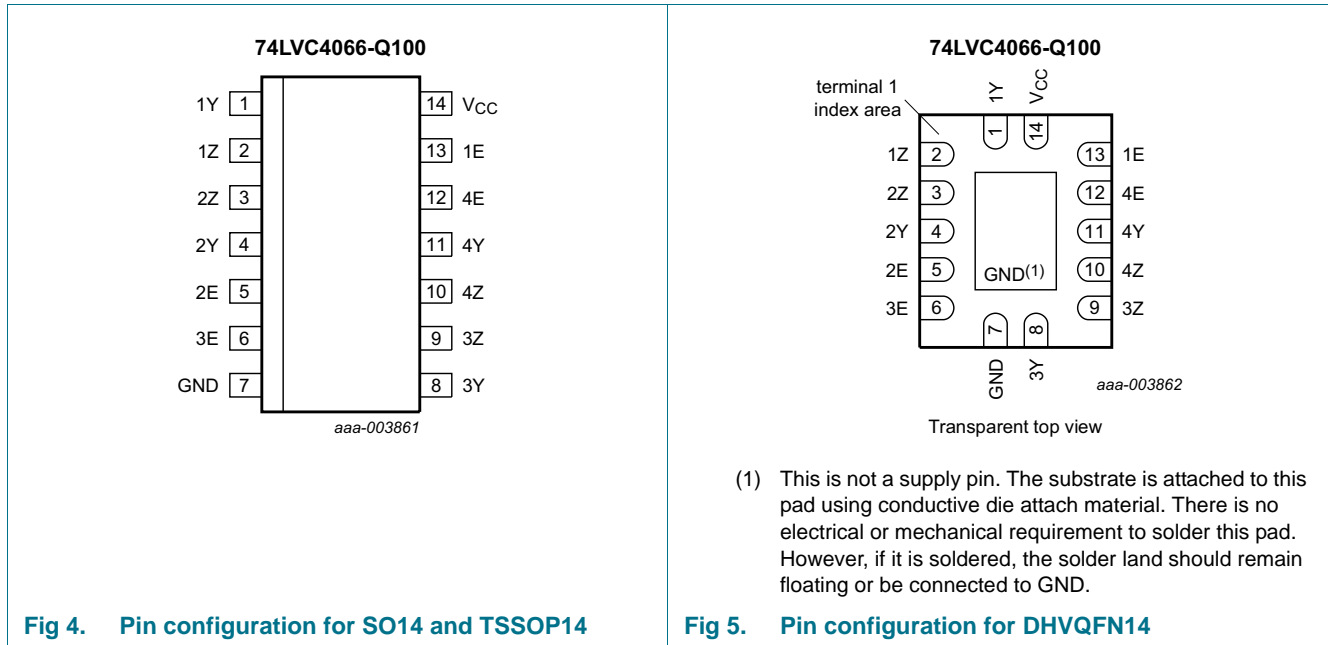 74LVC4066-Q100
1Y 1 14 VCC
1Z 2 13 1E
2Z 3 12 4E
2Y 4 11 4Y
2E 5 10 4Z
3E 6 9 3Z
GND 7 8 3Y
aaa-003861
Fig 4. Pin configuration for SO14 and TSSOP14
74LVC4066-Q100
terminal 1
index area
1Y VCC
1 14
1Z 2 13 1E
2Z 3 12 4E
2Y 4 11 4Y
2E 5 10 4Z
GND(1)
3E 6 9 3Z
7 8
GND 3Y
aaa-003862
Transparent top view
(1) This is not a supply pin. The substrate is attached to this
pad using conductive die attach material. There is no
electrical or mechanical requirement to solder this pad.
However, if it is soldered, the solder land should remain
floating or be connected to GND.
Fig 5. Pin configuration for DHVQFN14